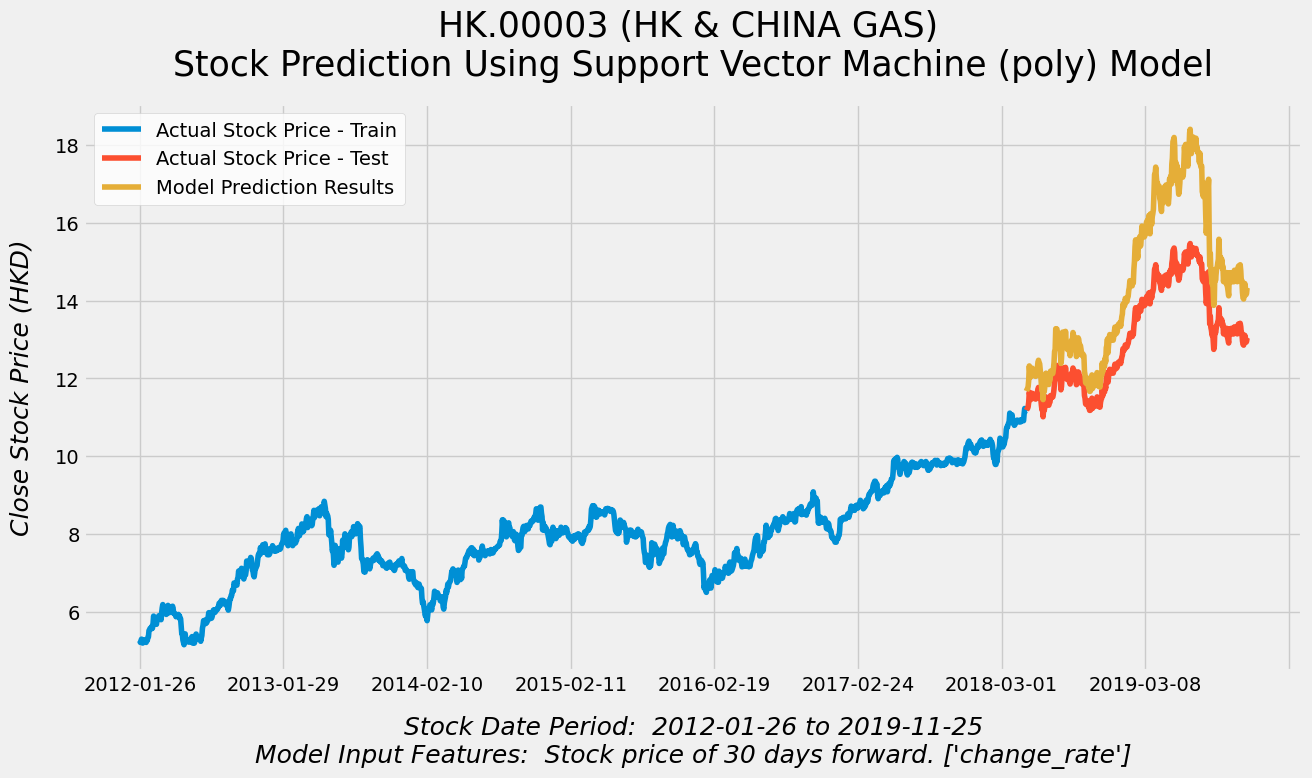 HK.00003 (HK & CHINA GAS)
Stock Prediction Using Support Vector Machine (poly) Model
Actual Stock Price - Train
Actual Stock Price - Test
Model Prediction Results
Close Stock Price (HKD)
18
16
14
12
10
8
6
2012-01-26 2013-01-29 2014-02-10 2015-02-11 2016-02-19 2017-02-24 2018-03-01 2019-03-08
Stock Date Period:  2012-01-26 to 2019-11-25
Model Input Features:  Stock price of 30 days forward. ['change_rate']